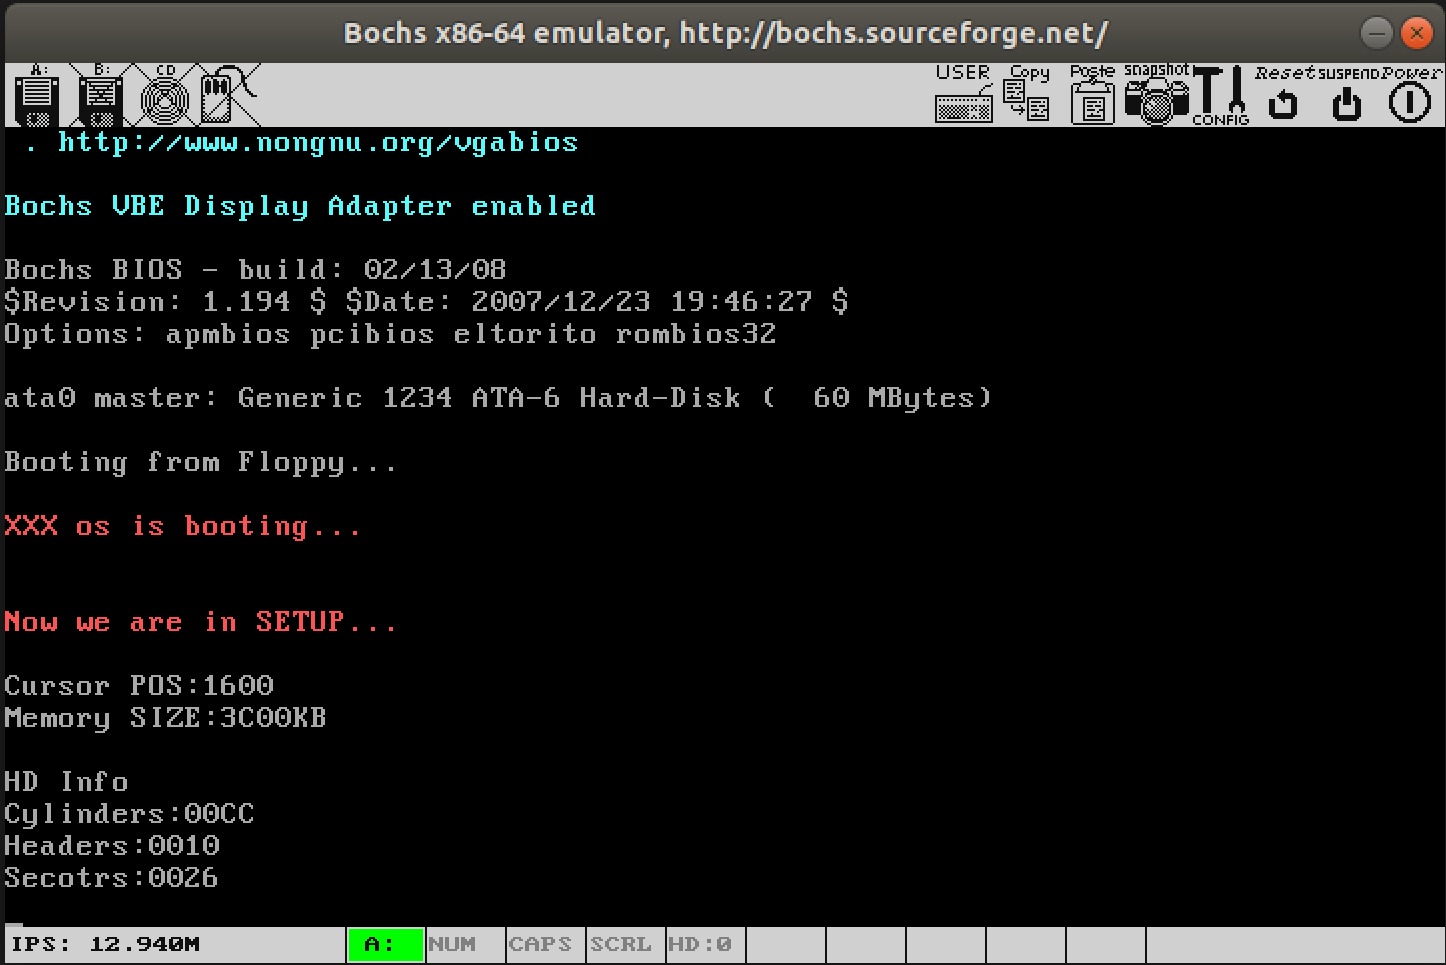 Bochs x86-64 emulator, http://bochs.sourceforge.net/
A: B: CD USER Copy Paste snapshot CONFIG Reset SUSPEND Power
. http://www.nongnu.org/vgabios
Bochs VBE Display Adapter enabled
Bochs BIOS - build: 02/13/08
$Revision: 1.194 $ $Date: 2007/12/23 19:46:27 $
Options: apmbios pcibios eltorito rombios32
ata0 master: Generic 1234 ATA-6 Hard-Disk (  60 MBytes)
Booting from Floppy...
XXX os is booting...
Now we are in SETUP...
Cursor POS:1600
Memory SIZE:3C00KB
HD Info
Cylinders:00CC
Headers:0010
Secotrs:0026
IPS: 12.940M A: NUM CAPS SCRL HD:0